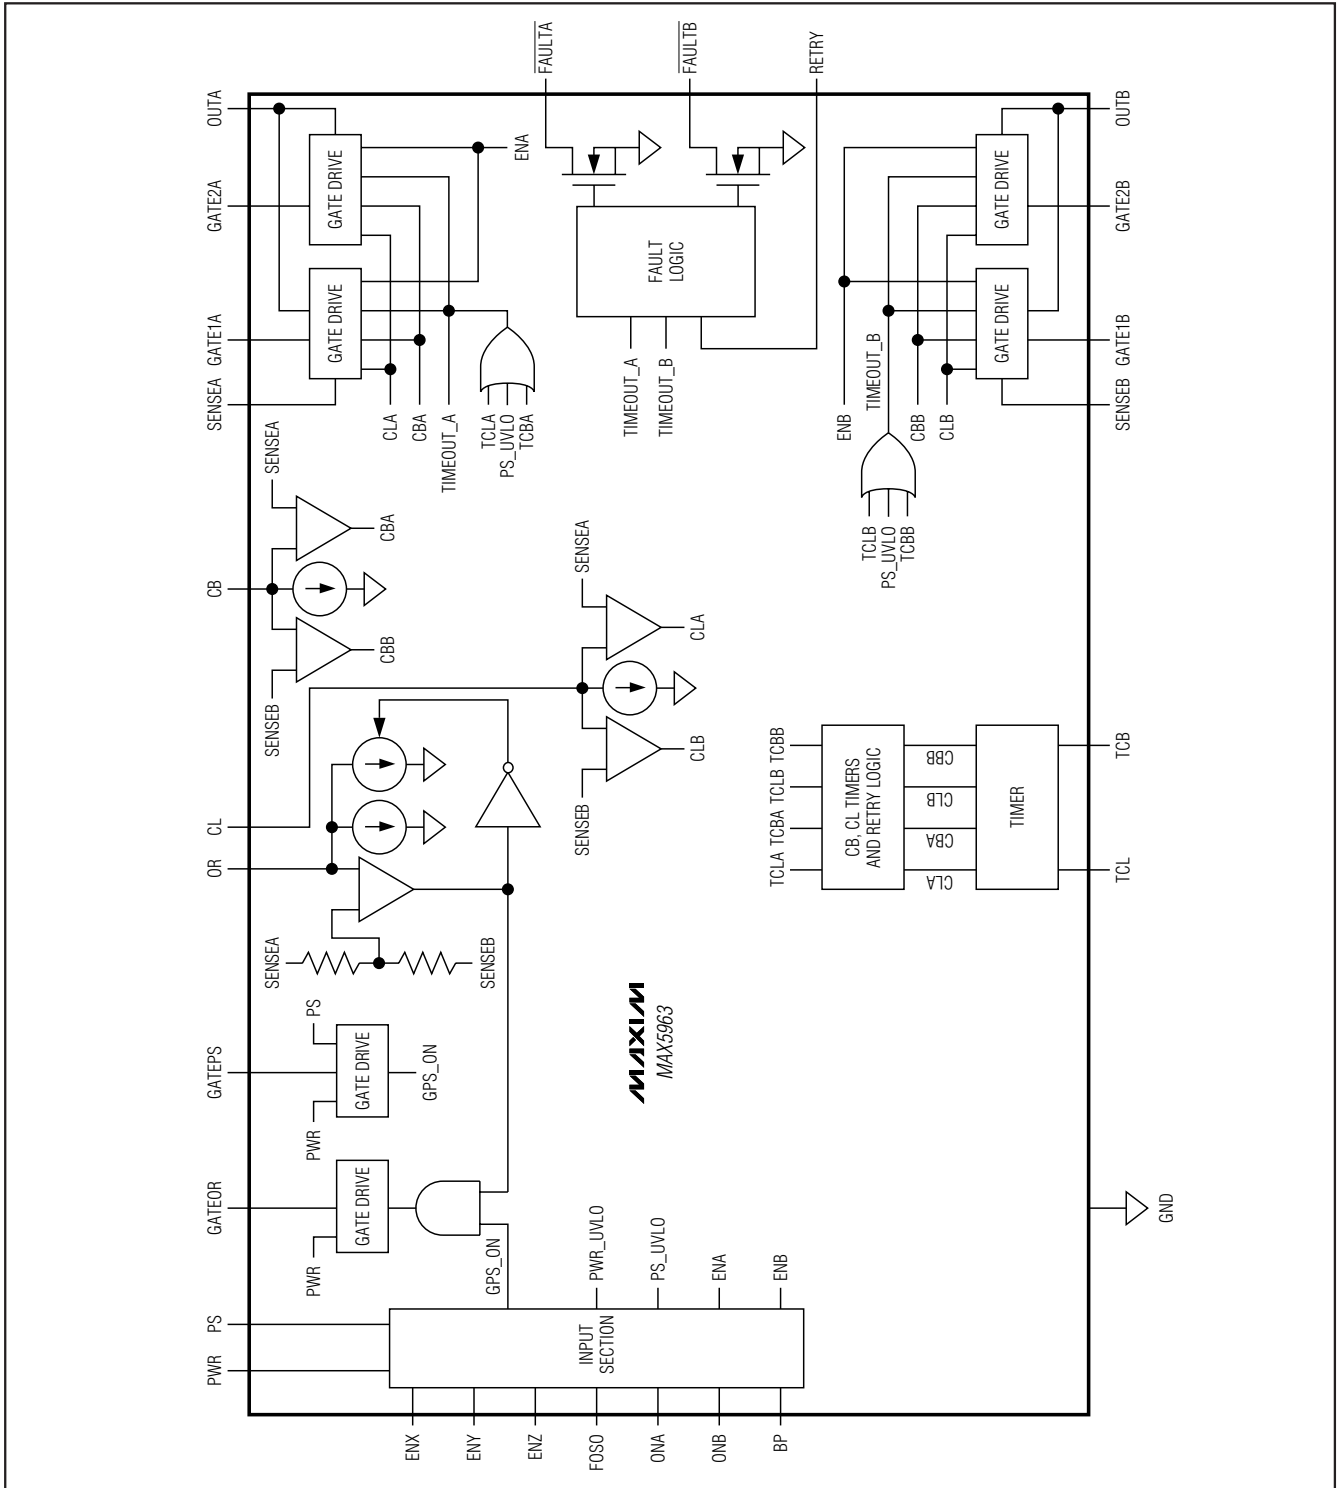 FAULTA
FAULTB
RETRY
OUTA
GATE2A
GATE1A
SENSEA
GATE DRIVE
GATE DRIVE
ENA
CLA
CBA
TIMEOUT_A
TCLA
PS_UVLO
TCBA
FAULT
LOGIC
TIMEOUT_A
TIMEOUT_B
OUTB
GATE2B
GATE1B
SENSEB
GATE DRIVE
GATE DRIVE
ENB
TIMEOUT_B
CBB
CLB
TCLB
PS_UVLO
TCBB
CB
SENSEA
CBA
CBB
SENSEB
SENSEA
CLA
CLB
SENSEB
CL
OR
SENSEA
SENSEB
TCLA TCBA TCLB TCBB
CB, CL TIMERS
AND RETRY LOGIC
CBB
CLB
CBA
CLA
TIMER
TCB
TCL
GATEPS
PS
PWR
GATE DRIVE
GPS_ON
MAXIM
MAX5963
GATEOR
PWR
GATE DRIVE
GPS_ON
PWR_UVLO
PS_UVLO
ENA
ENB
PS
PWR
INPUT
SECTION
ENX
ENY
ENZ
FOSO
ONA
ONB
BP
GND